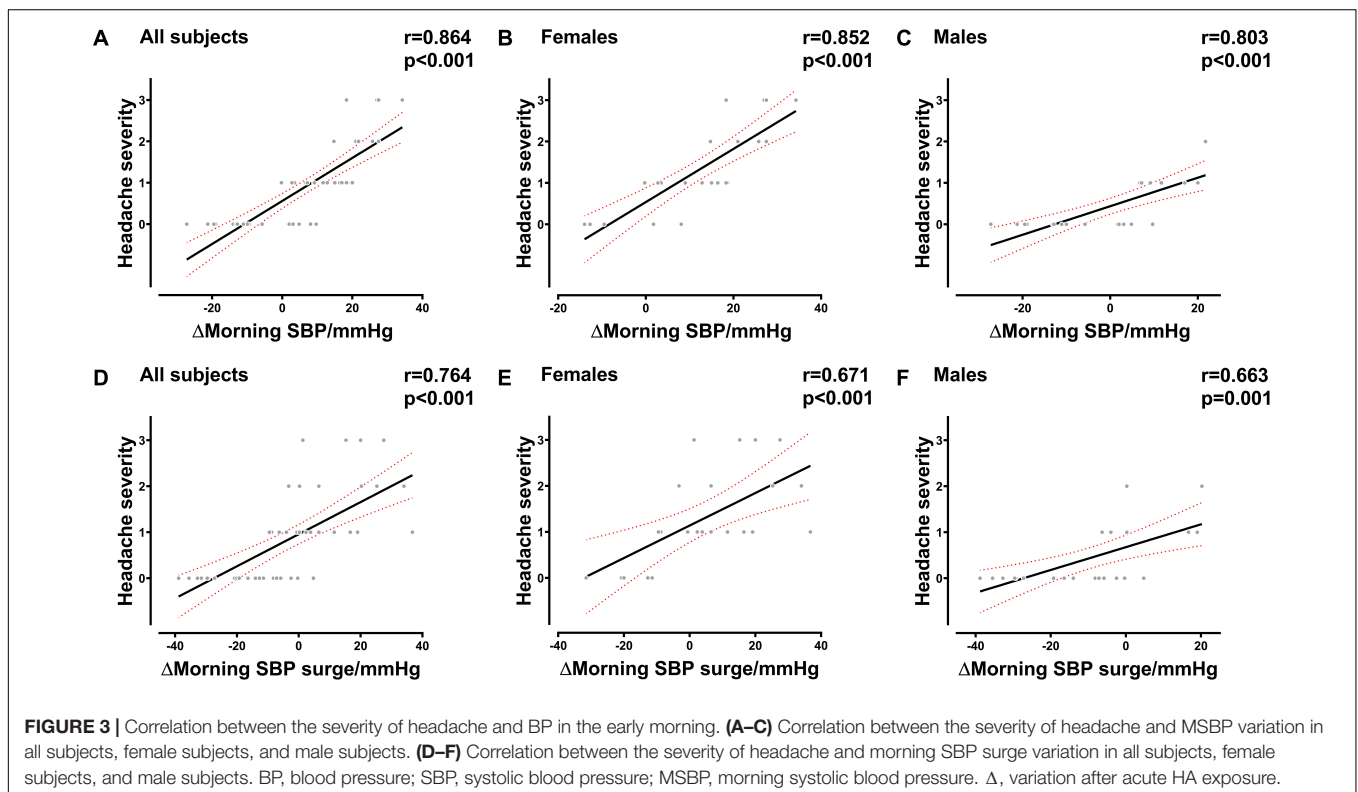 A All subjects r=0.864
p<0.001
Headache severity
3
2
1
0
-20 0 20 40
ΔMorning SBP/mmHg
B Females r=0.852
p<0.001
Headache severity
3
2
1
0
-20 0 20 40
ΔMorning SBP/mmHg
C Males r=0.803
p<0.001
Headache severity
3
2
1
0
-20 0 20
ΔMorning SBP/mmHg
D All subjects r=0.764
p<0.001
Headache severity
3
2
1
0
-40 -20 0 20 40
ΔMorning SBP surge/mmHg
E Females r=0.671
p<0.001
Headache severity
3
2
1
0
-40 -20 0 20 40
ΔMorning SBP surge/mmHg
F Males r=0.663
p=0.001
Headache severity
3
2
1
0
-40 -20 0 20
ΔMorning SBP surge/mmHg
FIGURE 3 | Correlation between the severity of headache and BP in the early morning. (A–C) Correlation between the severity of headache and MSBP variation in
all subjects, female subjects, and male subjects. (D–F) Correlation between the severity of headache and morning SBP surge variation in all subjects, female
subjects, and male subjects. BP, blood pressure; SBP, systolic blood pressure; MSBP, morning systolic blood pressure. Δ, variation after acute HA exposure.